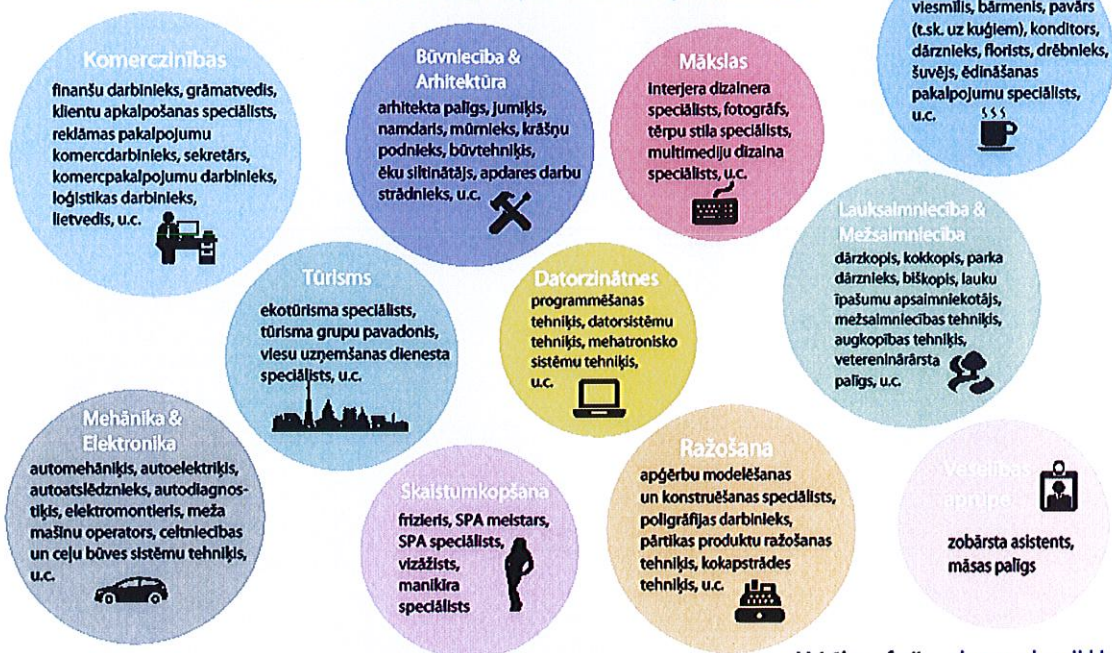 Komerczinības
finanšu darbinieks, grāmatvedis,
klientu apkalpošanas speciālists,
reklāmas pakalpojumu
komercdarbinieks, sekretārs,
komercpakalpojumu darbinieks,
loģistikas darbinieks,
lietvedis, u.c.
Būvniecība &
Arhitektūra
arhitekta palīgs, jumiķis,
namdaris, mūrnieks, krāšņu
podnieks, būvtehniķis,
ēku siltinātājs, apdares darbu
strādnieks, u.c.
Mākslas
interjera dizainera
speciālists, fotogrāfs,
tērpu stila speciālists,
multimediju dizaina
speciālists, u.c.
viesmīlis, bārmenis, pavārs
(t.sk. uz kuģiem), konditors,
dārznieks, florists, drēbnieks,
šuvējs, ēdināšanas
pakalpojumu speciālists,
u.c.
Tūrisms
ekotūrisma speciālists,
tūrisma grupu pavadonis,
viesu uzņemšanas dienesta
speciālists, u.c.
Datorzinātnes
programmēšanas
tehniķis, datorsistēmu
tehniķis, mehatronisko
sistēmu tehniķis,
u.c.
Lauksaimniecība &
Mežsaimniecība
dārzkopis, kokkopis, parka
dārznieks, biškopis, lauku
īpašumu apsaimniekotājs,
mežsaimniecības tehniķis,
augkopības tehniķis,
vetereninārārsta
palīgs, u.c.
Mehānika &
Elektronika
automehāniķis, autoelektriķis,
autoatslēdznieks, autodiagnos-
tiķis, elektromontieris, meža
mašīnu operators, celtniecības
un ceļu būves sistēmu tehniķis,
u.c.
Skaistumkopšana
frizieris, SPA meistars,
SPA speciālists,
vizāžists,
manikīra
speciālists
Ražošana
apģērbu modelēšanas
un konstruēšanas speciālists,
poligrāfijas darbinieks,
pārtikas produktu ražošanas
tehniķis, kokapstrādes
tehniķis, u.c.
Veselības
aprūpe
zobārsta asistents,
māsas palīgs